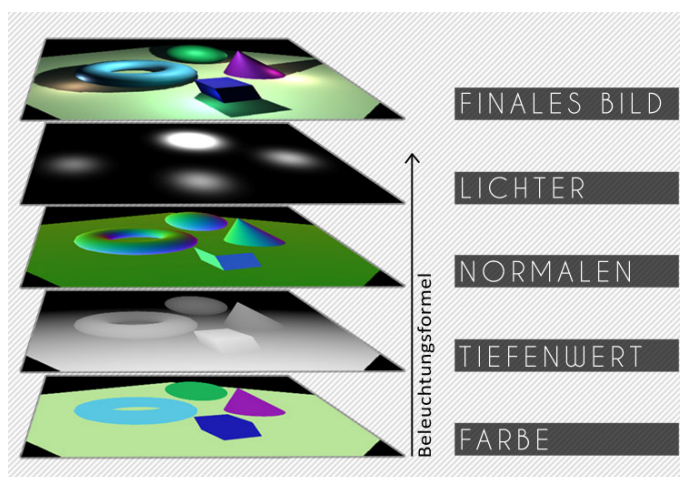 FINALES BILD
LICHTER
NORMALEN
TIEFENWERT
FARBE
Beleuchtungsformel